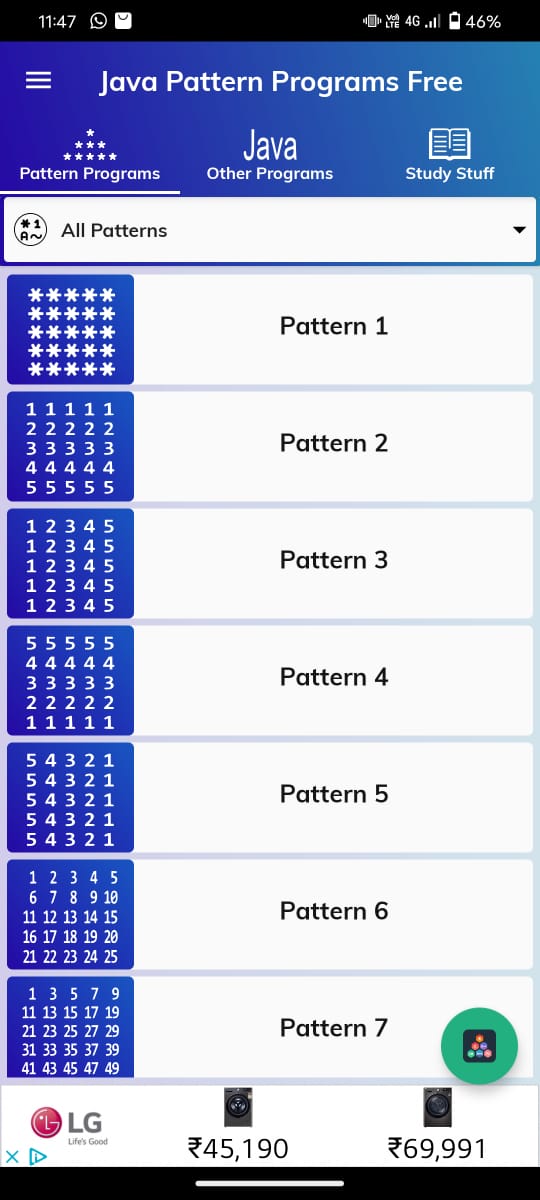 11:47 Vo) LTE 4G 46%
Java Pattern Programs Free
Java
Pattern Programs Other Programs Study Stuff
*1 A~ All Patterns
*****
*****
*****
*****
*****
Pattern 1
1 1 1 1 1
2 2 2 2 2
3 3 3 3 3
4 4 4 4 4
5 5 5 5 5
Pattern 2
1 2 3 4 5
1 2 3 4 5
1 2 3 4 5
1 2 3 4 5
1 2 3 4 5
Pattern 3
5 5 5 5 5
4 4 4 4 4
3 3 3 3 3
2 2 2 2 2
1 1 1 1 1
Pattern 4
5 4 3 2 1
5 4 3 2 1
5 4 3 2 1
5 4 3 2 1
5 4 3 2 1
Pattern 5
1 2 3 4 5
6 7 8 9 10
11 12 13 14 15
16 17 18 19 20
21 22 23 24 25
Pattern 6
1 3 5 7 9
11 13 15 17 19
21 23 25 27 29
31 33 35 37 39
41 43 45 47 49
Pattern 7
LG
Life's Good
₹45,190 ₹69,991